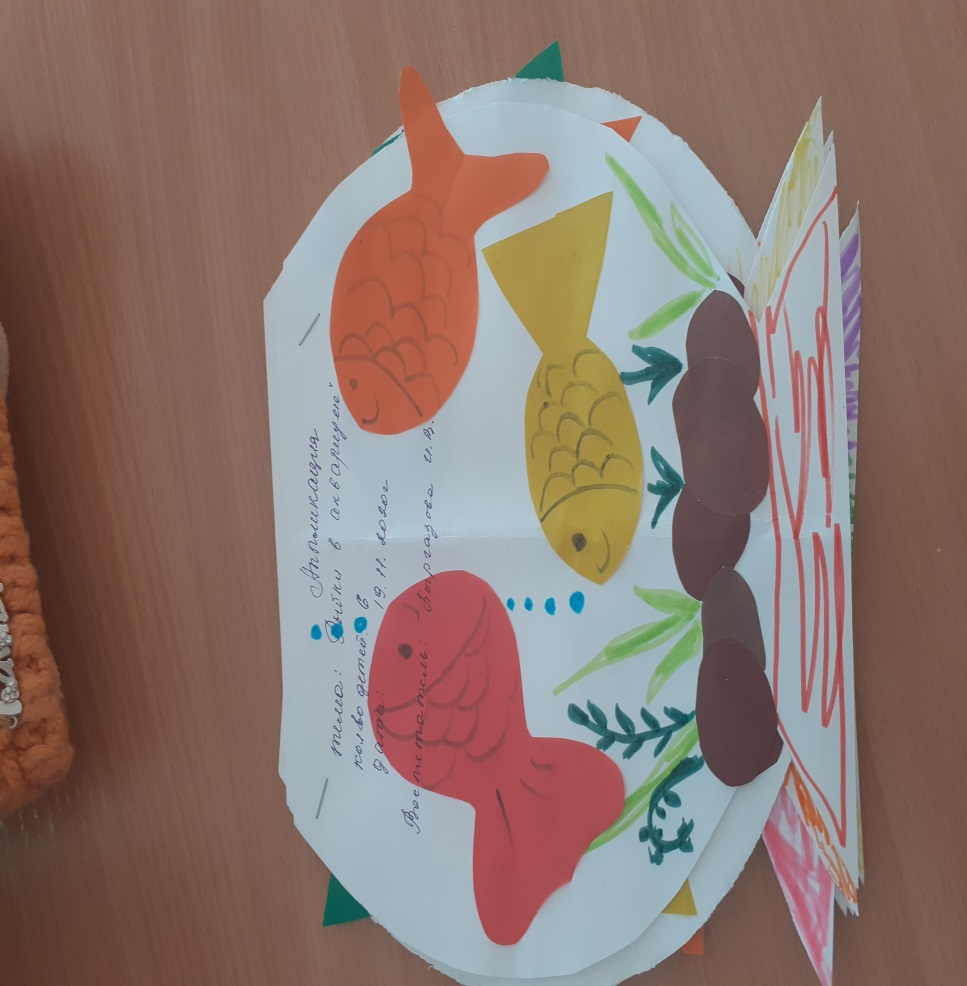 Аппликация
тема: Рыбки в аквариуме"
кол-во детей: 6
дата: 19.11.2020г
Воспитатель: И.В.